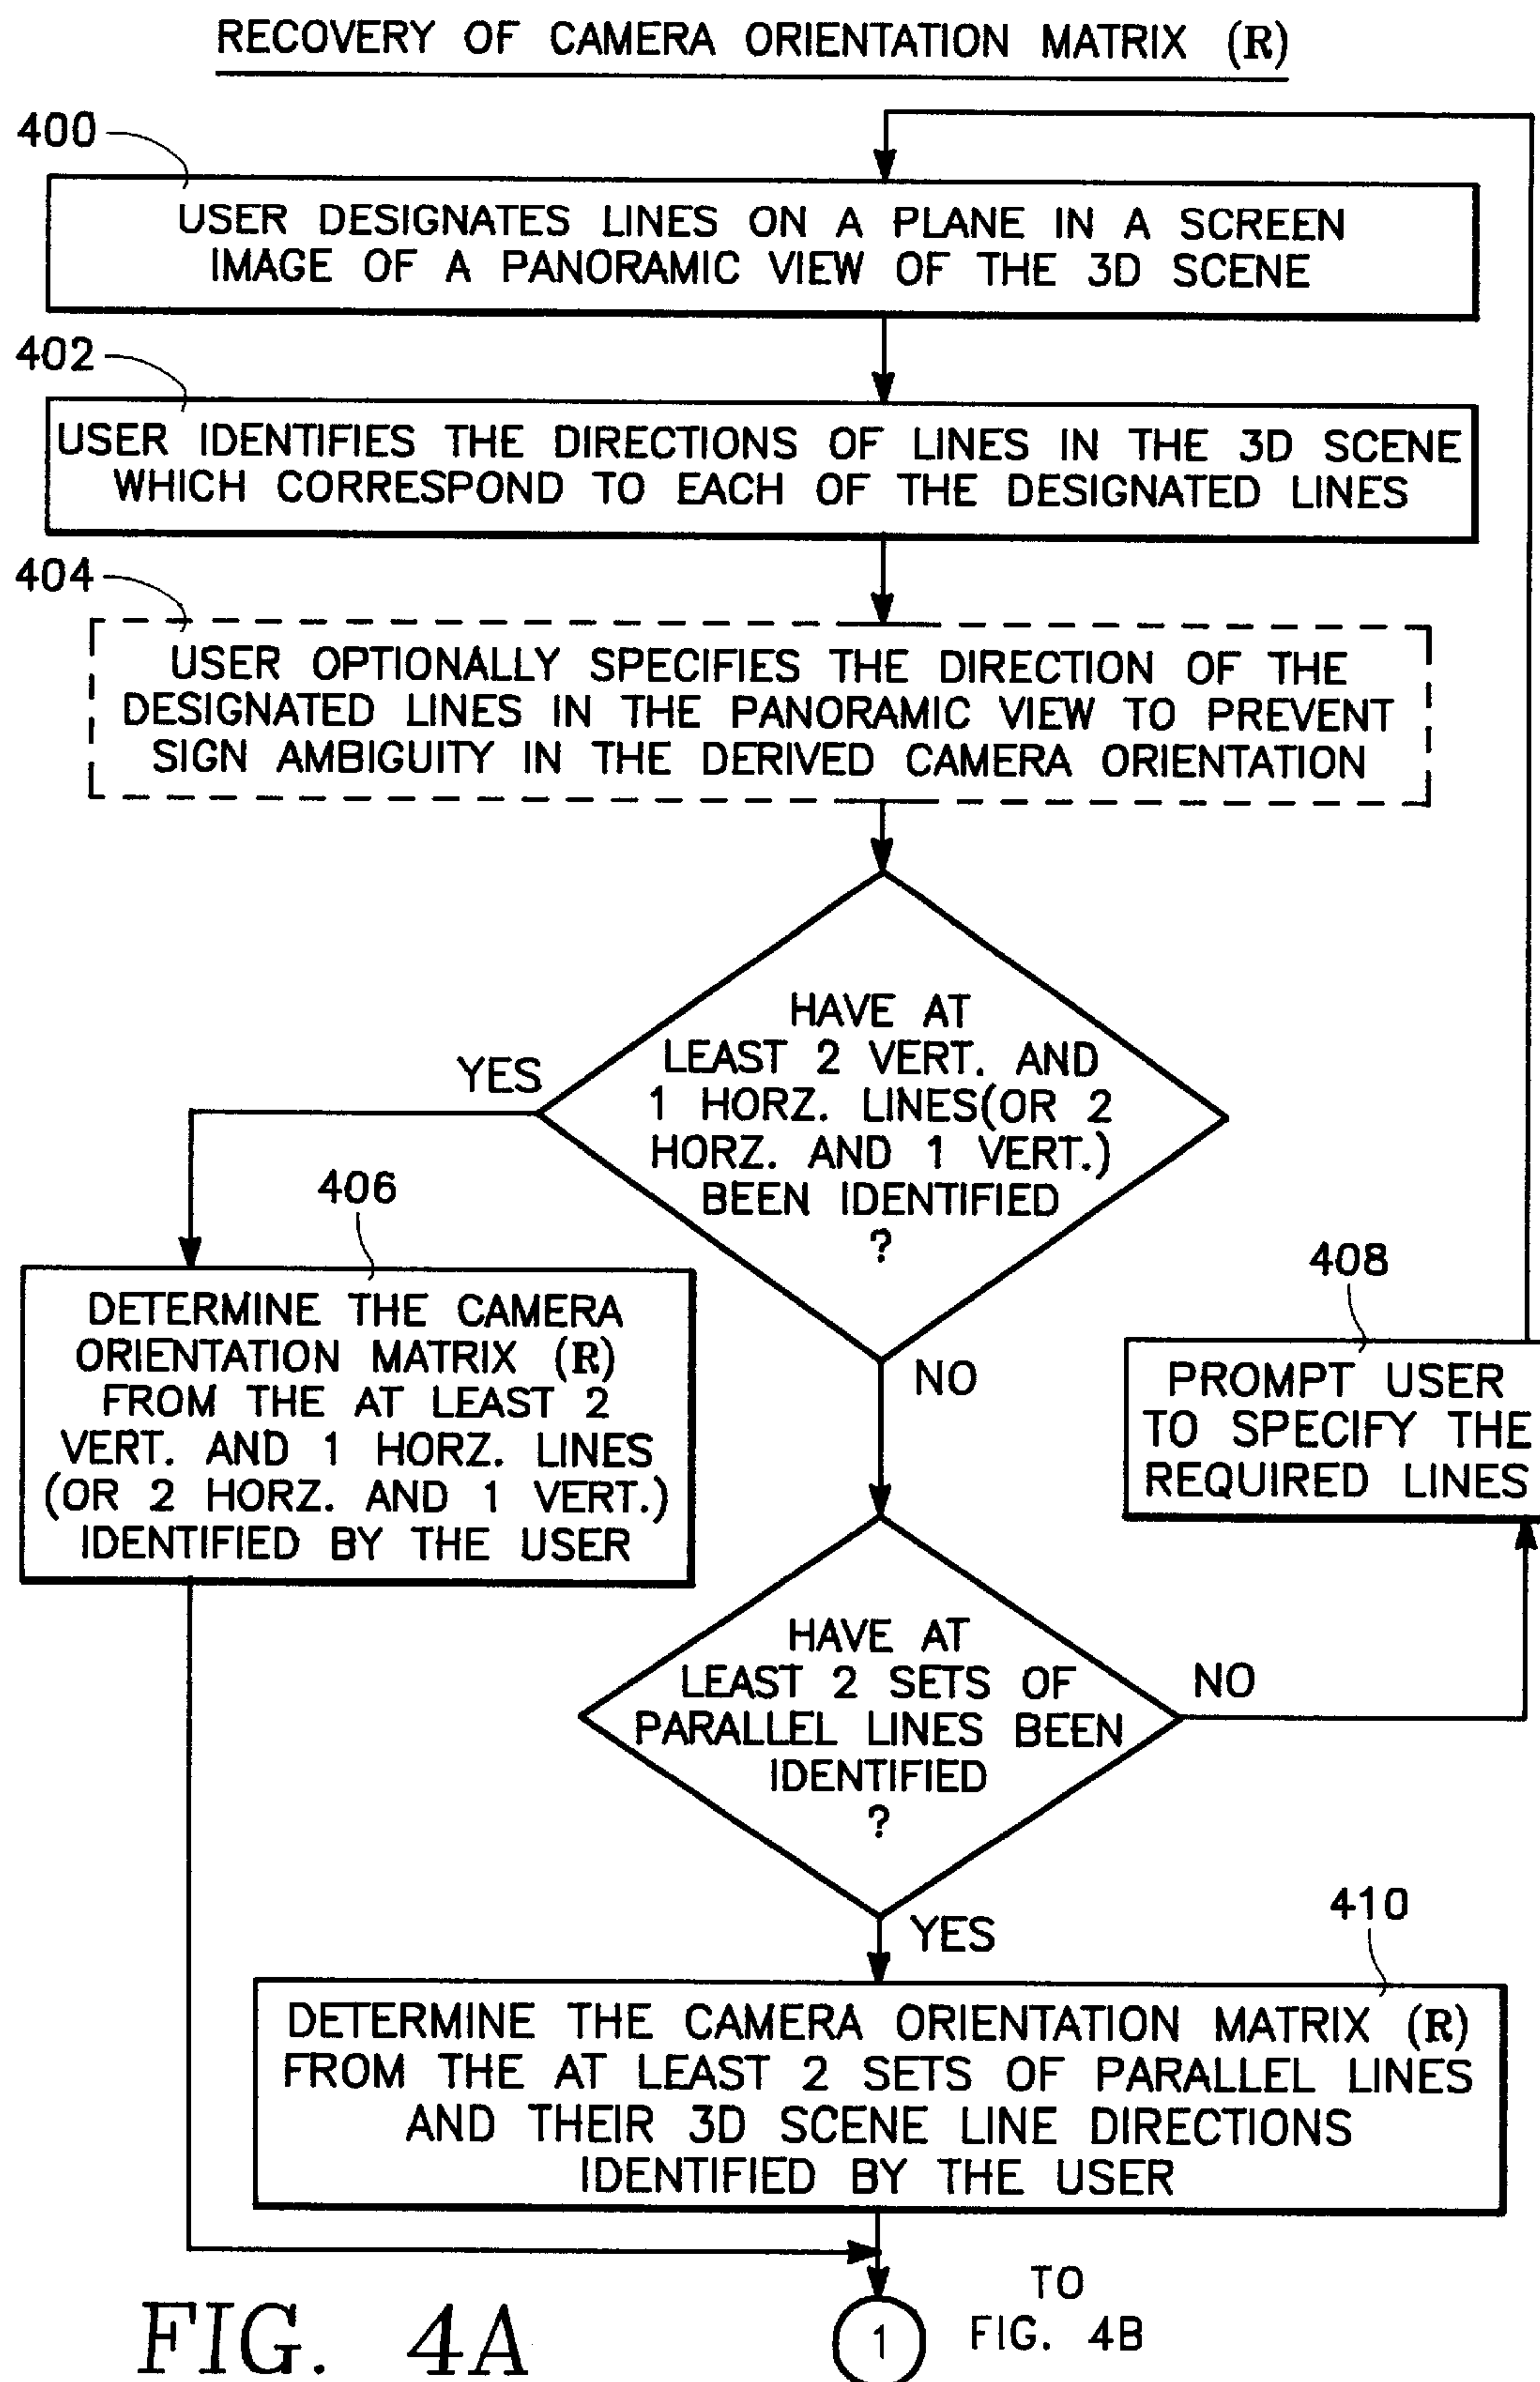 RECOVERY OF CAMERA ORIENTATION MATRIX (R)
400
USER DESIGNATES LINES ON A PLANE IN A SCREEN
IMAGE OF A PANORAMIC VIEW OF THE 3D SCENE
402
USER IDENTIFIES THE DIRECTIONS OF LINES IN THE 3D SCENE
WHICH CORRESPOND TO EACH OF THE DESIGNATED LINES
404
USER OPTIONALLY SPECIFIES THE DIRECTION OF THE
DESIGNATED LINES IN THE PANORAMIC VIEW TO PREVENT
SIGN AMBIGUITY IN THE DERIVED CAMERA ORIENTATION
HAVE AT
LEAST 2 VERT. AND
1 HORZ. LINES(OR 2
HORZ. AND 1 VERT.)
BEEN IDENTIFIED
?
YES
406
DETERMINE THE CAMERA
ORIENTATION MATRIX (R)
FROM THE AT LEAST 2
VERT. AND 1 HORZ. LINES
(OR 2 HORZ. AND 1 VERT.)
IDENTIFIED BY THE USER
NO
408
PROMPT USER
TO SPECIFY THE
REQUIRED LINES
HAVE AT
LEAST 2 SETS OF
PARALLEL LINES BEEN
IDENTIFIED
?
NO
YES
410
DETERMINE THE CAMERA ORIENTATION MATRIX (R)
FROM THE AT LEAST 2 SETS OF PARALLEL LINES
AND THEIR 3D SCENE LINE DIRECTIONS
IDENTIFIED BY THE USER
1
TO
FIG. 4B
FIG. 4A